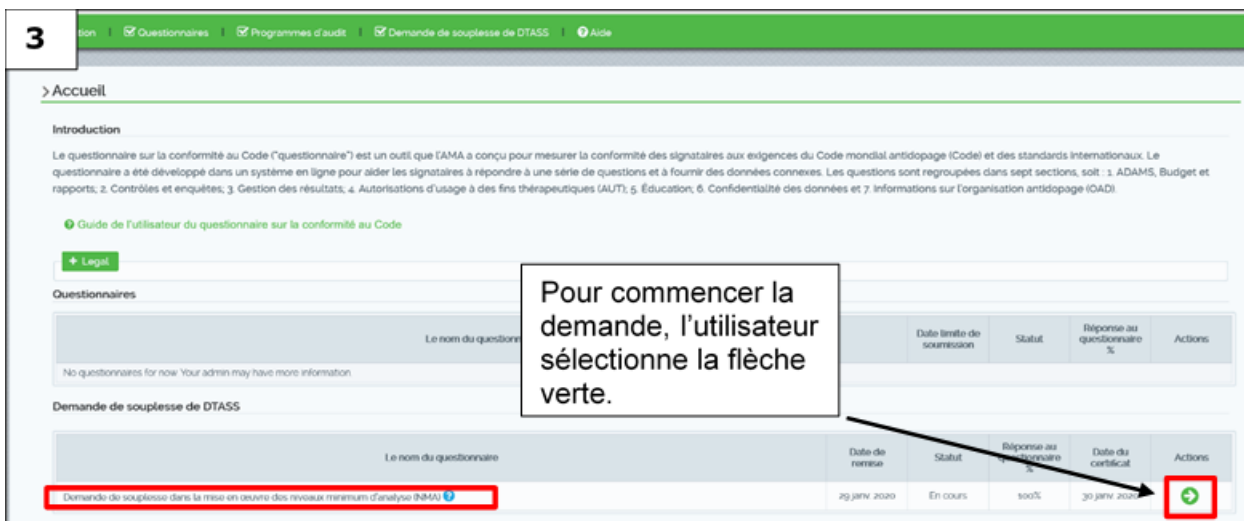 3
tion | Questionnaires | Programmes d'audit | Demande de souplesse de DTASS | Aide
> Accueil
Introduction
Le questionnaire sur la conformité au Code ("questionnaire") est un outil que l'AMA a conçu pour mesurer la conformité des signataires aux exigences du Code mondial antidopage (Code) et des standards internationaux. Le
questionnaire a été développé dans un système en ligne pour aider les signataires à répondre à une série de questions et à fournir des données connexes. Les questions sont regroupées dans sept sections, soit : 1. ADAMS, Budget et
rapports; 2. Contrôles et enquêtes; 3. Gestion des résultats; 4. Autorisations d'usage à des fins thérapeutiques (AUT); 5. Éducation; 6. Confidentialité des données et 7. Informations sur l'organisation antidopage (OAD).
Guide de l'utilisateur du questionnaire sur la conformité au Code
+ Legal
Pour commencer la
demande, l'utilisateur
sélectionne la flèche
verte.
Questionnaires
Le nom du questionn
Date limite de
soumission
Statut
Réponse au
questionnaire
%
Actions
No questionnaires for now. Your admin may have more information
Demande de souplesse de DTASS
Le nom du questionnaire
Date de
remise
Statut
Réponse au
questionnaire
%
Date du
certificat
Actions
Demande de souplesse dans la mise en œuvre des niveaux minimum d'analyse (NMA)
29 janv. 2020
En cours
100%
30 janv. 2020